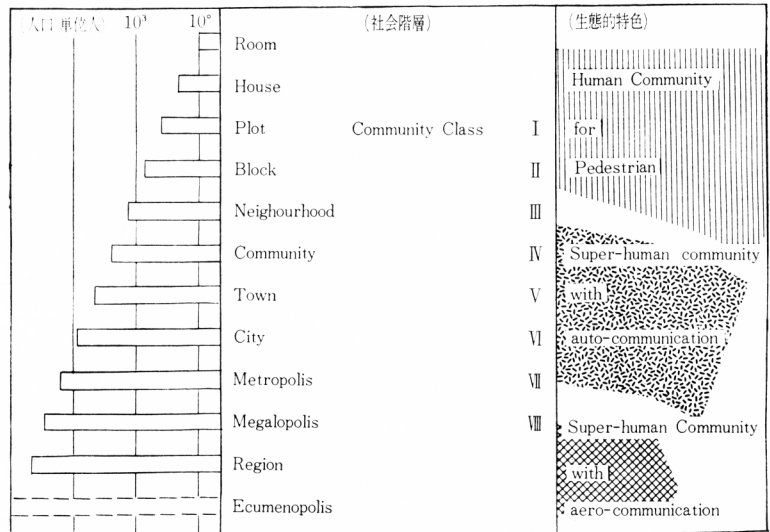 (人口 単位人) 10³ 10° (社会階層) (生態的特色)
Room
House Human Community
Plot Community Class Ⅰ for
Block Ⅱ Pedestrian
Neighourhood Ⅲ
Community Ⅳ Super-human community
Town Ⅴ with
City Ⅵ auto-communication
Metropolis Ⅶ
Megalopolis Ⅷ Super-human Community
Region with
Ecumenopolis aero-communication